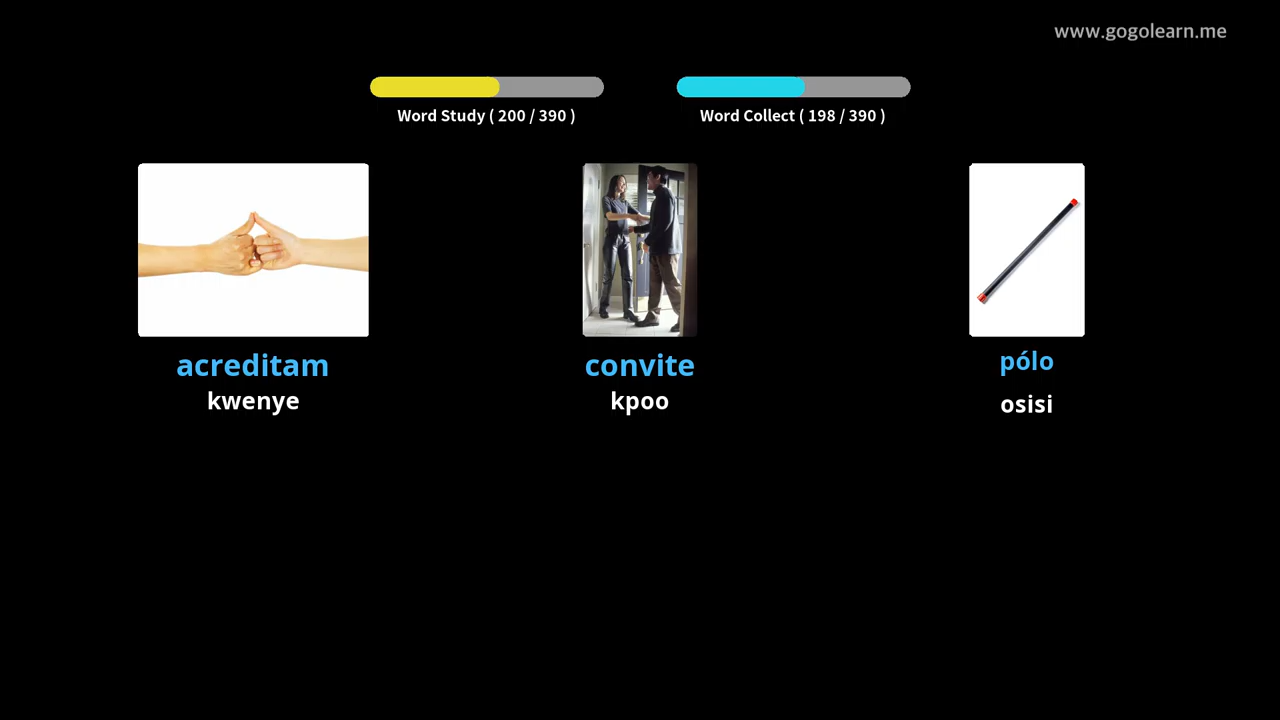 www.gogolearn.me
Word Study ( 200 / 390 )
Word Collect ( 198 / 390 )
acreditam
kwenye
convite
kpoo
pólo
osisi